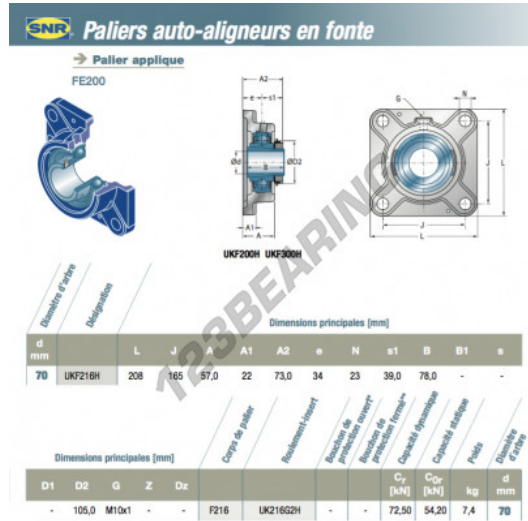 SNR Paliers auto-aligneurs en fonte
Palier applique
FE200
A2
e s1
N
G
Ød
B
ØD2
J
L
A1
A
J
L
UKF200H UKF300H
123BEARING
Diamètre d'arbre
Désignation
Dimensions principales [mm]
d mm L J A A1 A2 e N s1 B B1 s
70 UKF216H 208 165 57,0 22 73,0 34 23 39,0 78,0 - -
Dimensions principales [mm]
Corps de palier
Roulement-insert
Bouchon de protection ouvert*
Bouchon de protection fermé**
Capacité dynamique
Capacité statique
Poids
Diamètre d'arbre
D1 D2 G Z Dz Cr [kN] C0r [kN] kg d mm
- 105,0 M10x1 - - F216 UK216G2H - - 72,50 54,20 7,4 70